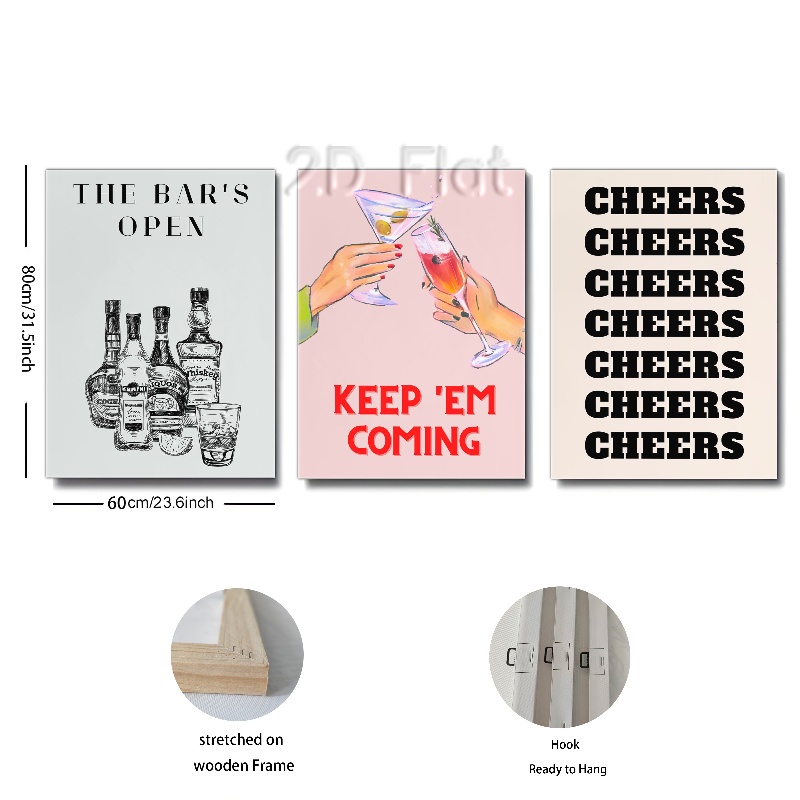 2D Flat
THE BAR'S
OPEN
KEEP 'EM
COMING
CHEERS
CHEERS
CHEERS
CHEERS
CHEERS
CHEERS
CHEERS
80cm/31.5inch
60cm/23.6inch
Whiskey
stretched on
wooden Frame
Hook
Ready to Hang